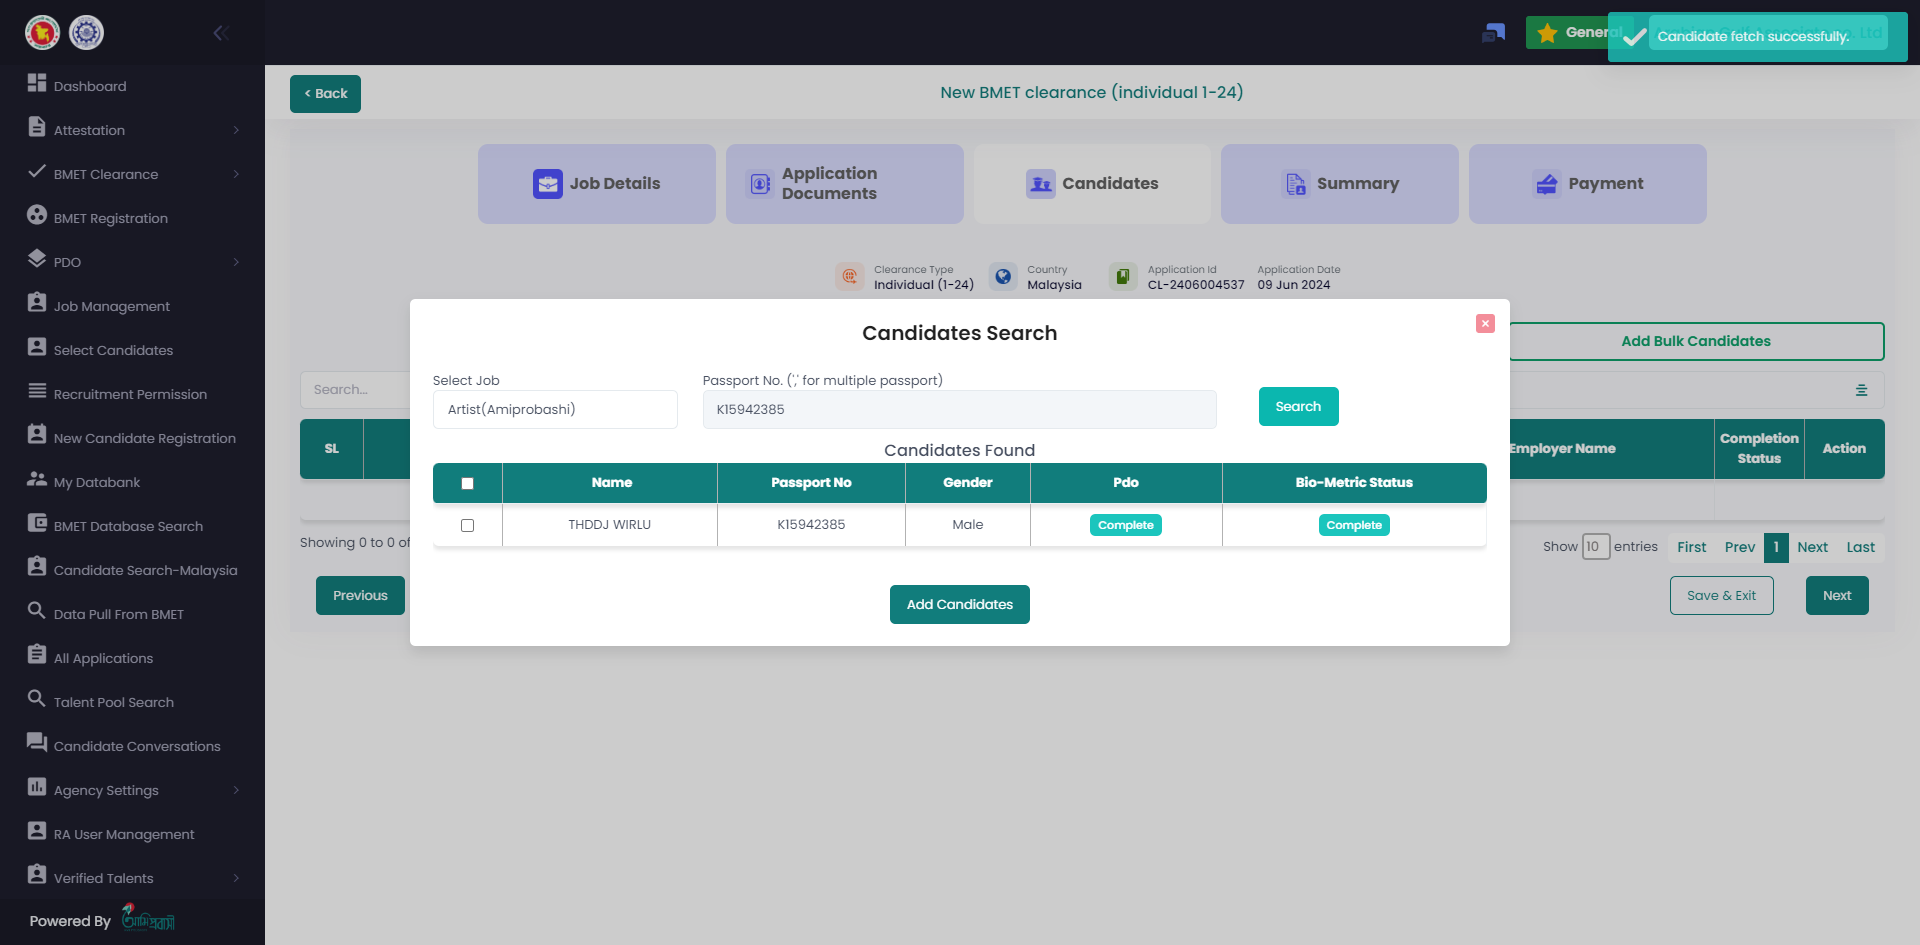 General
Candidate fetch successfully.
Ltd
Dashboard
Attestation
BMET Clearance
BMET Registration
PDO
Job Management
Select Candidates
Recruitment Permission
New Candidate Registration
My Databank
BMET Database Search
Candidate Search-Malaysia
Data Pull From BMET
All Applications
Talent Pool Search
Candidate Conversations
Agency Settings
RA User Management
Verified Talents
Powered By
আমি প্রবাসী
< Back
New BMET clearance (individual 1-24)
Job Details
Application
Documents
Candidates
Summary
Payment
Clearance Type
Individual (1-24)
Country
Malaysia
Application Id
CL-2406004537
Application Date
09 Jun 2024
Add Bulk Candidates
Search...
SL
Employer Name
Completion
Status
Action
Showing 0 to 0 of
Show 10 entries
First Prev 1 Next Last
Previous
Save & Exit
Next
Candidates Search
×
Select Job
Artist(Amiprobashi)
Passport No. (',' for multiple passport)
K15942385
Search
Candidates Found
Name Passport No Gender Pdo Bio-Metric Status
THDDJ WIRLU K15942385 Male Complete Complete
Add Candidates